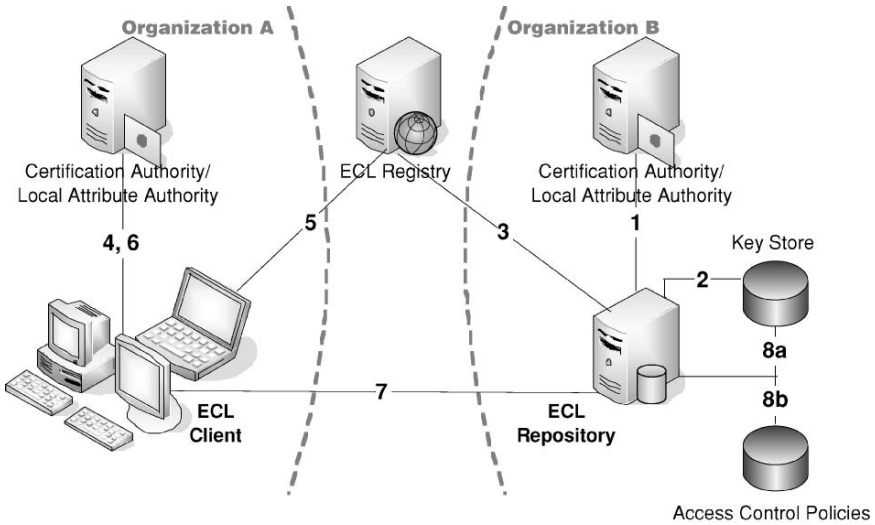 Organization A
Organization B
Certification Authority/
Local Attribute Authority
ECL Registry
Certification Authority/
Local Attribute Authority
4, 6
5
3
1
Key Store
2
8a
7
8b
ECL
Client
ECL
Repository
Access Control Policies